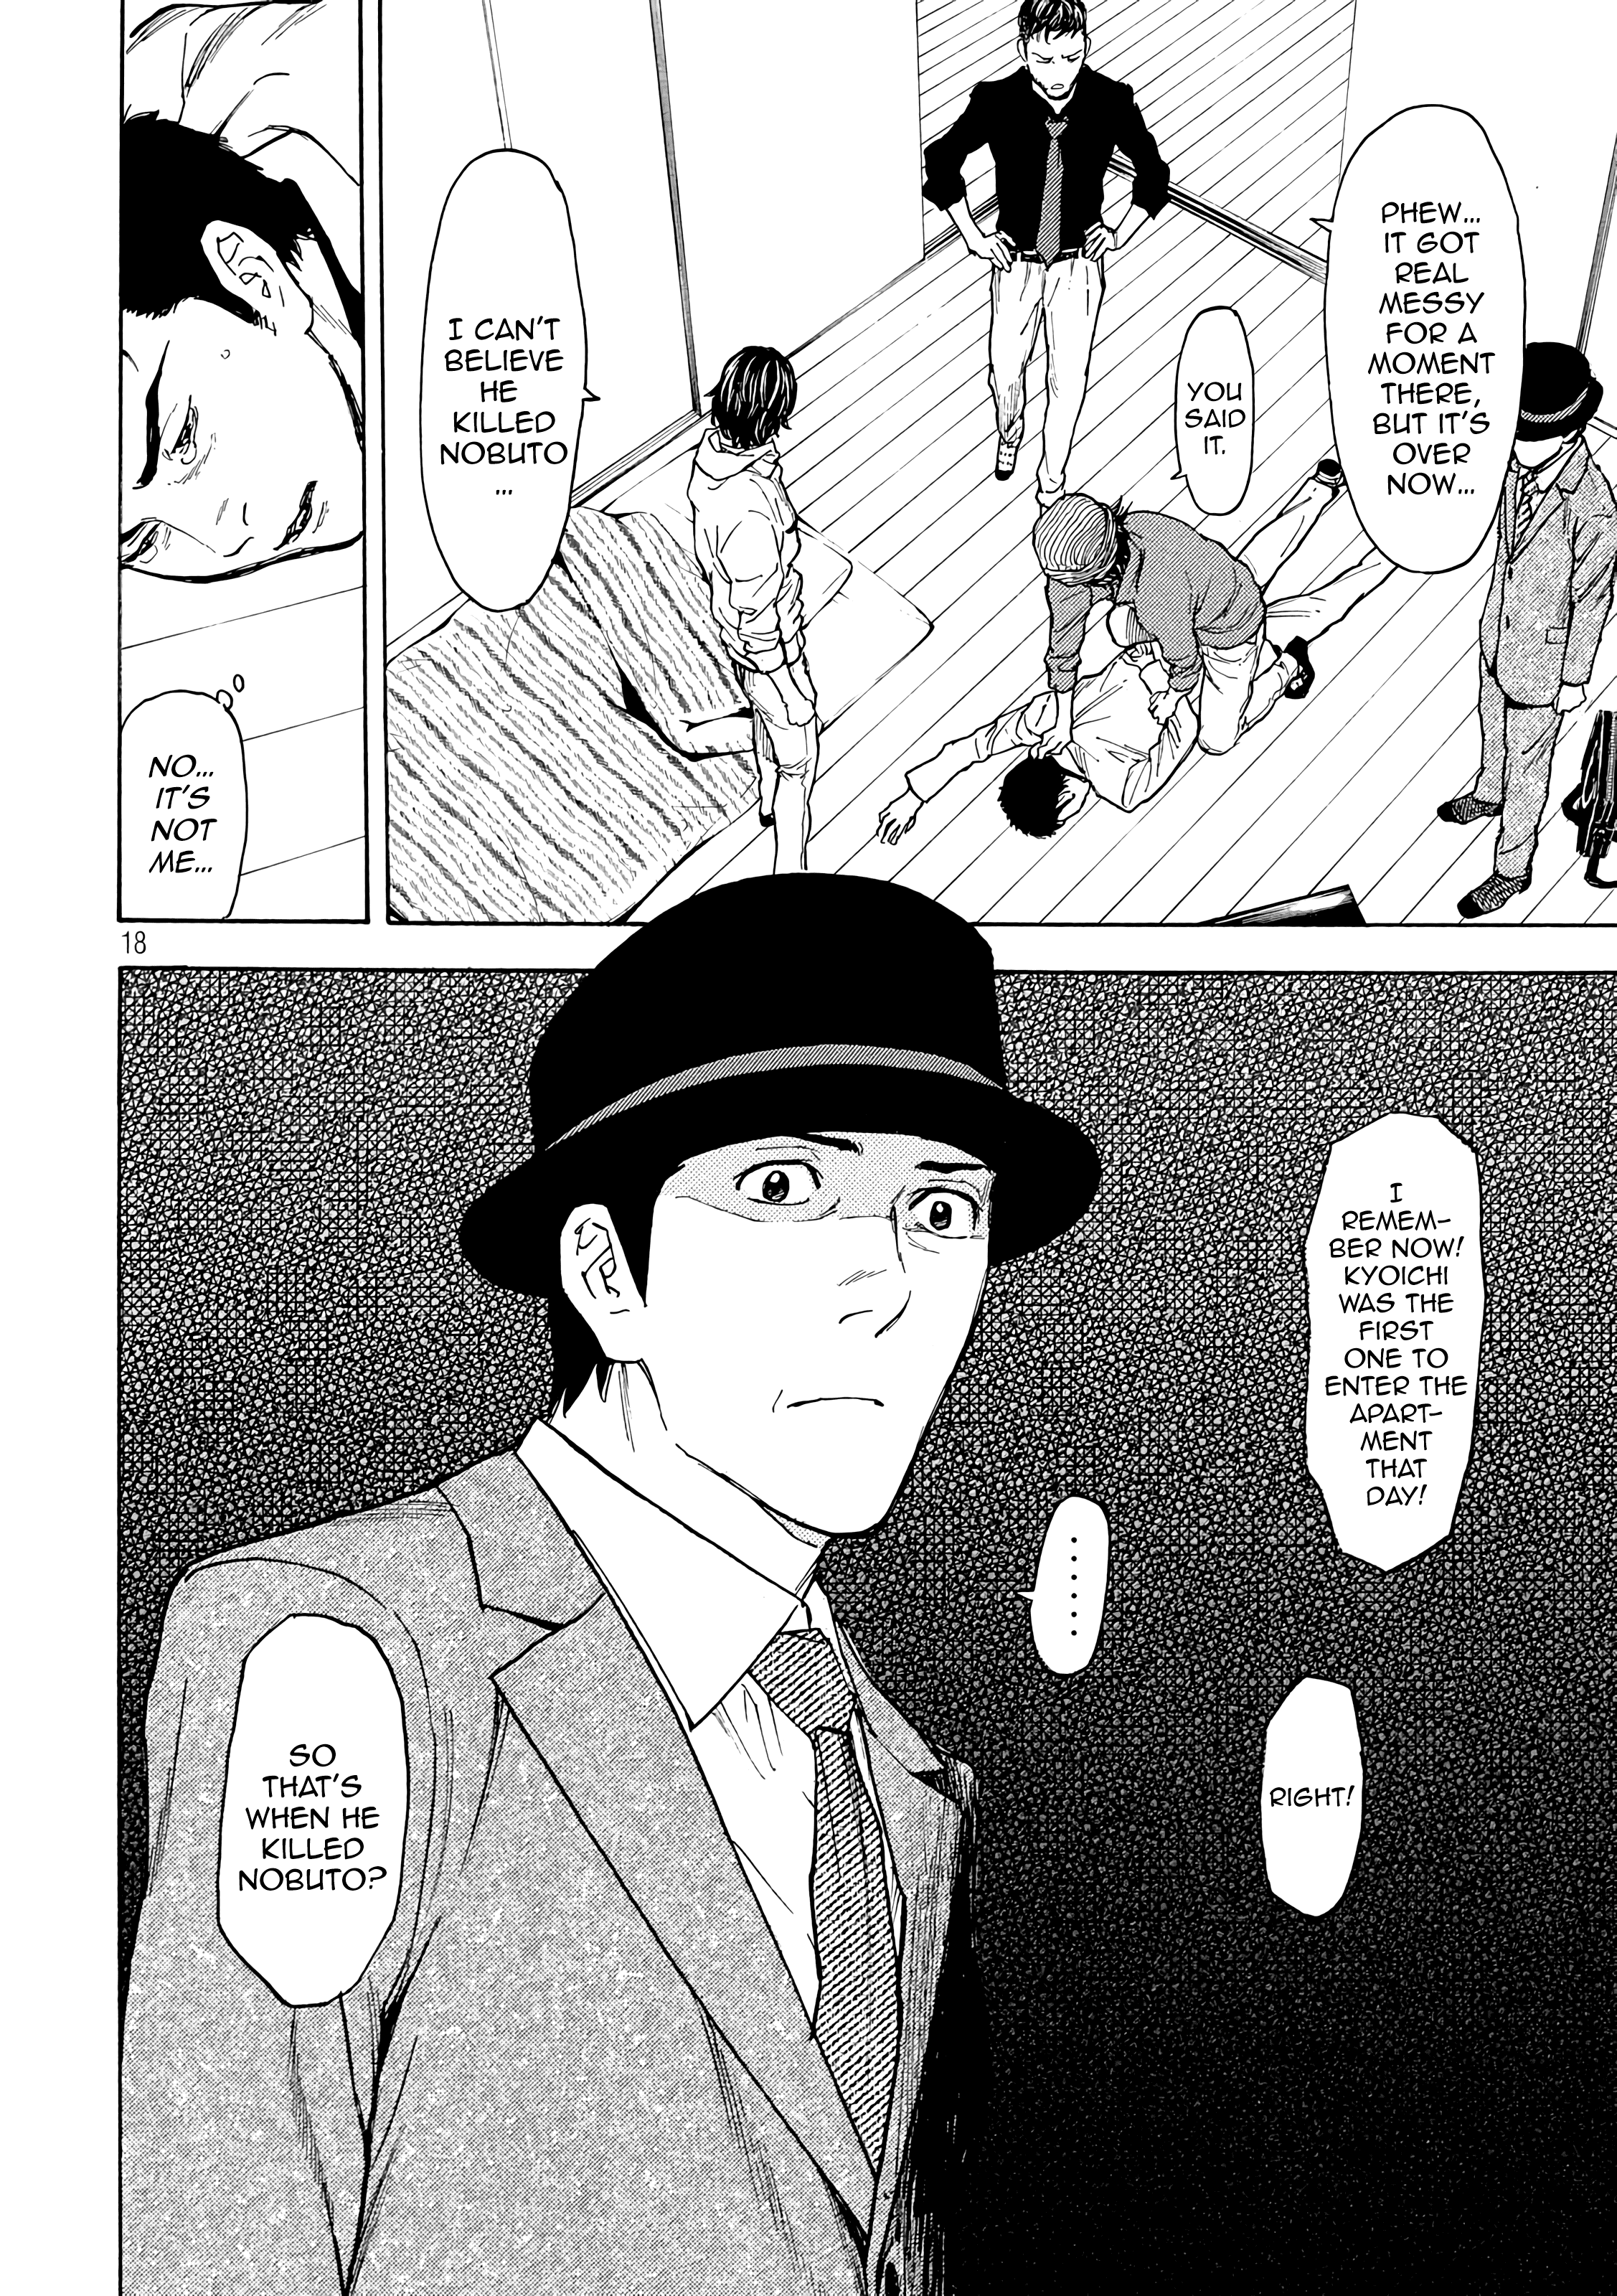 PHEW...
IT GOT
REAL
MESSY
FOR A
MOMENT
THERE,
BUT IT'S
OVER
NOW...
YOU
SAID
IT.
I CAN'T
BELIEVE
HE
KILLED
NOBUTO
...
NO...
IT'S
NOT
ME...
18
I
REMEM-
BER NOW!
KYOICHI
WAS THE
FIRST
ONE TO
ENTER THE
APART-
MENT
THAT
DAY!
RIGHT!
......
SO
THAT'S
WHEN HE
KILLED
NOBUTO?